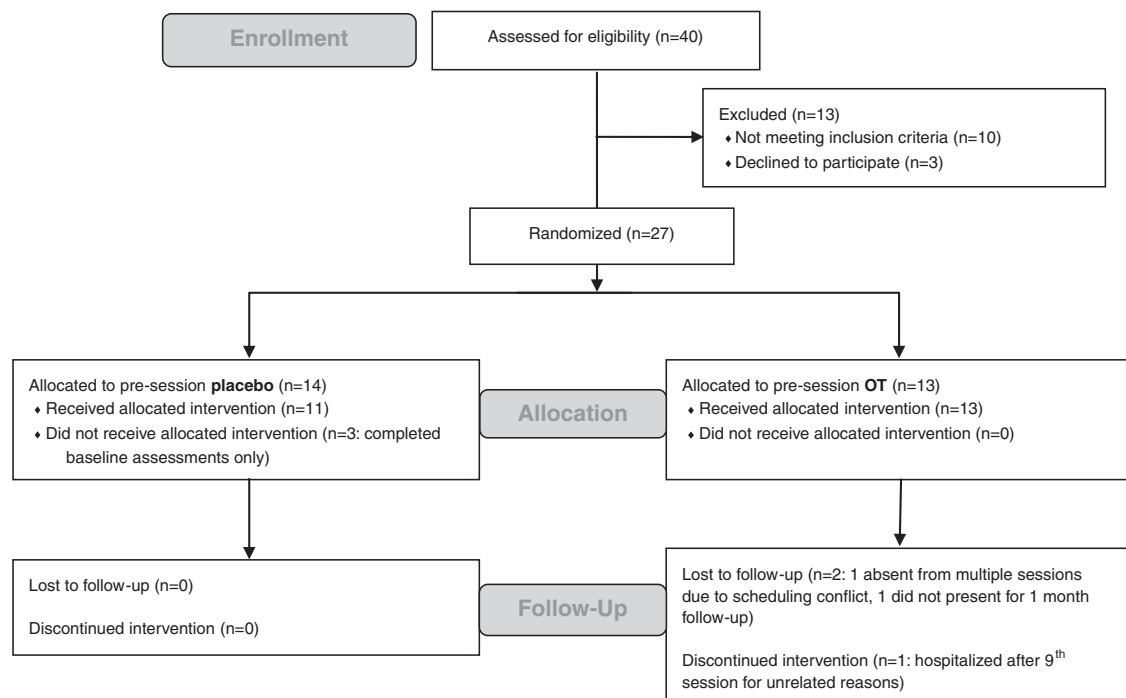 Enrollment
Assessed for eligibility (n=40)
Excluded (n=13)
♦ Not meeting inclusion criteria (n=10)
♦ Declined to participate (n=3)
Randomized (n=27)
Allocated to pre-session placebo (n=14)
♦ Received allocated intervention (n=11)
♦ Did not receive allocated intervention (n=3: completed
baseline assessments only)
Allocation
Allocated to pre-session OT (n=13)
♦ Received allocated intervention (n=13)
♦ Did not receive allocated intervention (n=0)
Lost to follow-up (n=0)
Discontinued intervention (n=0)
Follow-Up
Lost to follow-up (n=2: 1 absent from multiple sessions
due to scheduling conflict, 1 did not present for 1 month
follow-up)
Discontinued intervention (n=1: hospitalized after 9th
session for unrelated reasons)